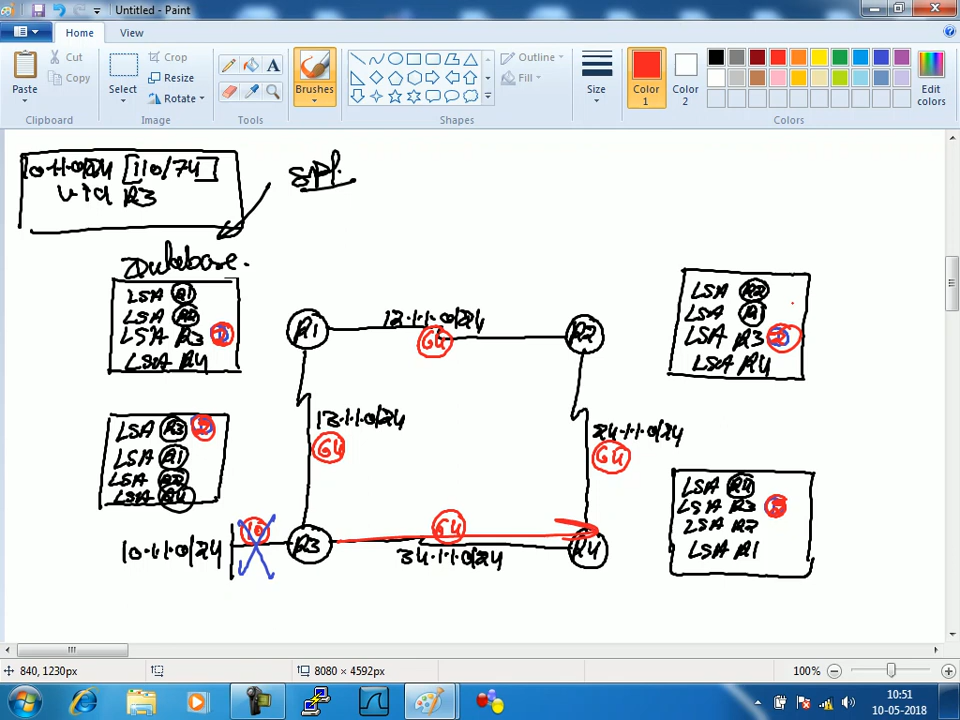 Untitled - Paint
Home
View
Paste
Cut
Copy
Clipboard
Select
Crop
Resize
Rotate
Image
Tools
Brushes
Shapes
Outline
Fill
Size
Color 1
Color 2
Colors
Edit colors
10.1.1.0/24 110/74
via R3
SPF
Database.
LSA R1
LSA R2
LSA R3
LSA R4
R1
12.1.1.0/24
64
R2
LSA R2
LSA R1
LSA R3
LSA R4
LSA R3
LSA R1
LSA R2
LSA R4
13.1.1.0/24
64
24.1.1.0/24
64
LSA R4
LSA R3
LSA R2
LSA R1
10.1.1.0/24
10
R3
64
34.1.1.0/24
R4
840, 1230px
8080 × 4592px
100%
10:51
10-05-2018